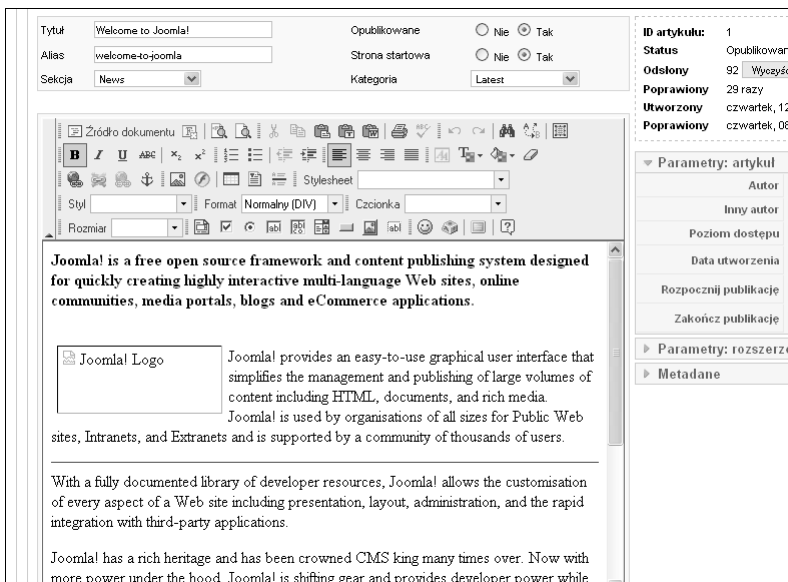 Tytuł Welcome to Joomla! Opublikowane Nie Tak
Alias welcome-to-joomla Strona startowa Nie Tak
Sekcja News Kategoria Latest
ID artykułu: 1
Status Opublikowan
Odsłony 92 Wyczyść
Poprawiony 29 razy
Utworzony czwartek, 12
Poprawiony czwartek, 08
Źródło dokumentu
B I U ABC x₂ x²
Stylesheet
Styl Format Normalny (DIV) Czcionka
Rozmiar
Joomla! is a free open source framework and content publishing system designed
for quickly creating highly interactive multi-language Web sites, online
communities, media portals, blogs and eCommerce applications.
Joomla! Logo
Joomla! provides an easy-to-use graphical user interface that
simplifies the management and publishing of large volumes of
content including HTML, documents, and rich media.
Joomla! is used by organisations of all sizes for Public Web
sites, Intranets, and Extranets and is supported by a community of thousands of users.
With a fully documented library of developer resources, Joomla! allows the customisation
of every aspect of a Web site including presentation, layout, administration, and the rapid
integration with third-party applications.
Joomla! has a rich heritage and has been crowned CMS king many times over. Now with
more power under the hood, Joomla! is shifting gear and provides developer power while
Parametry: artykuł
Autor
Inny autor
Poziom dostępu
Data utworzenia
Rozpocznij publikację
Zakończ publikację
Parametry: rozszerzo
Metadane